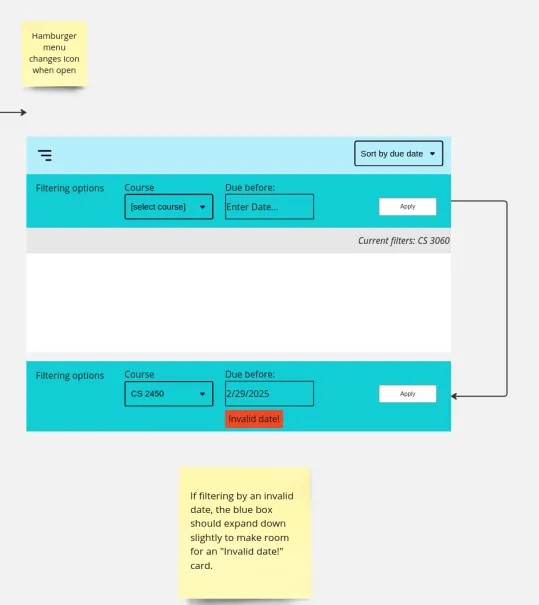 Hamburger
menu
changes icon
when open
Sort by due date
Filtering options
Course
Due before:
[select course]
Enter Date...
Apply
Current filters: CS 3060
Filtering options
Course
Due before:
CS 2450
2/29/2025
Apply
Invalid date!
If filtering by an invalid
date, the blue box
should expand down
slightly to make room
for an "Invalid date!"
card.